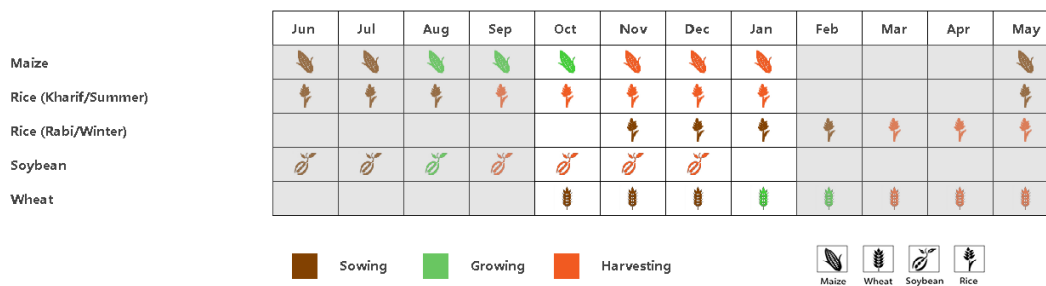 Jun Jul Aug Sep Oct Nov Dec Jan Feb Mar Apr May
Maize
Rice (Kharif/Summer)
Rice (Rabi/Winter)
Soybean
Wheat
Sowing Growing Harvesting
Maize Wheat Soybean Rice